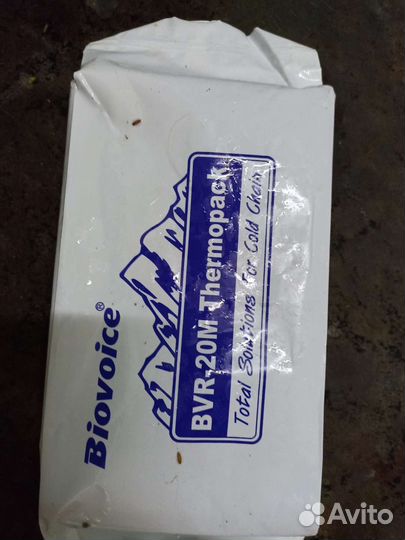 Biovoice®
BVR-20M Thermopack
Total Solutions For Cold Chain
Avito